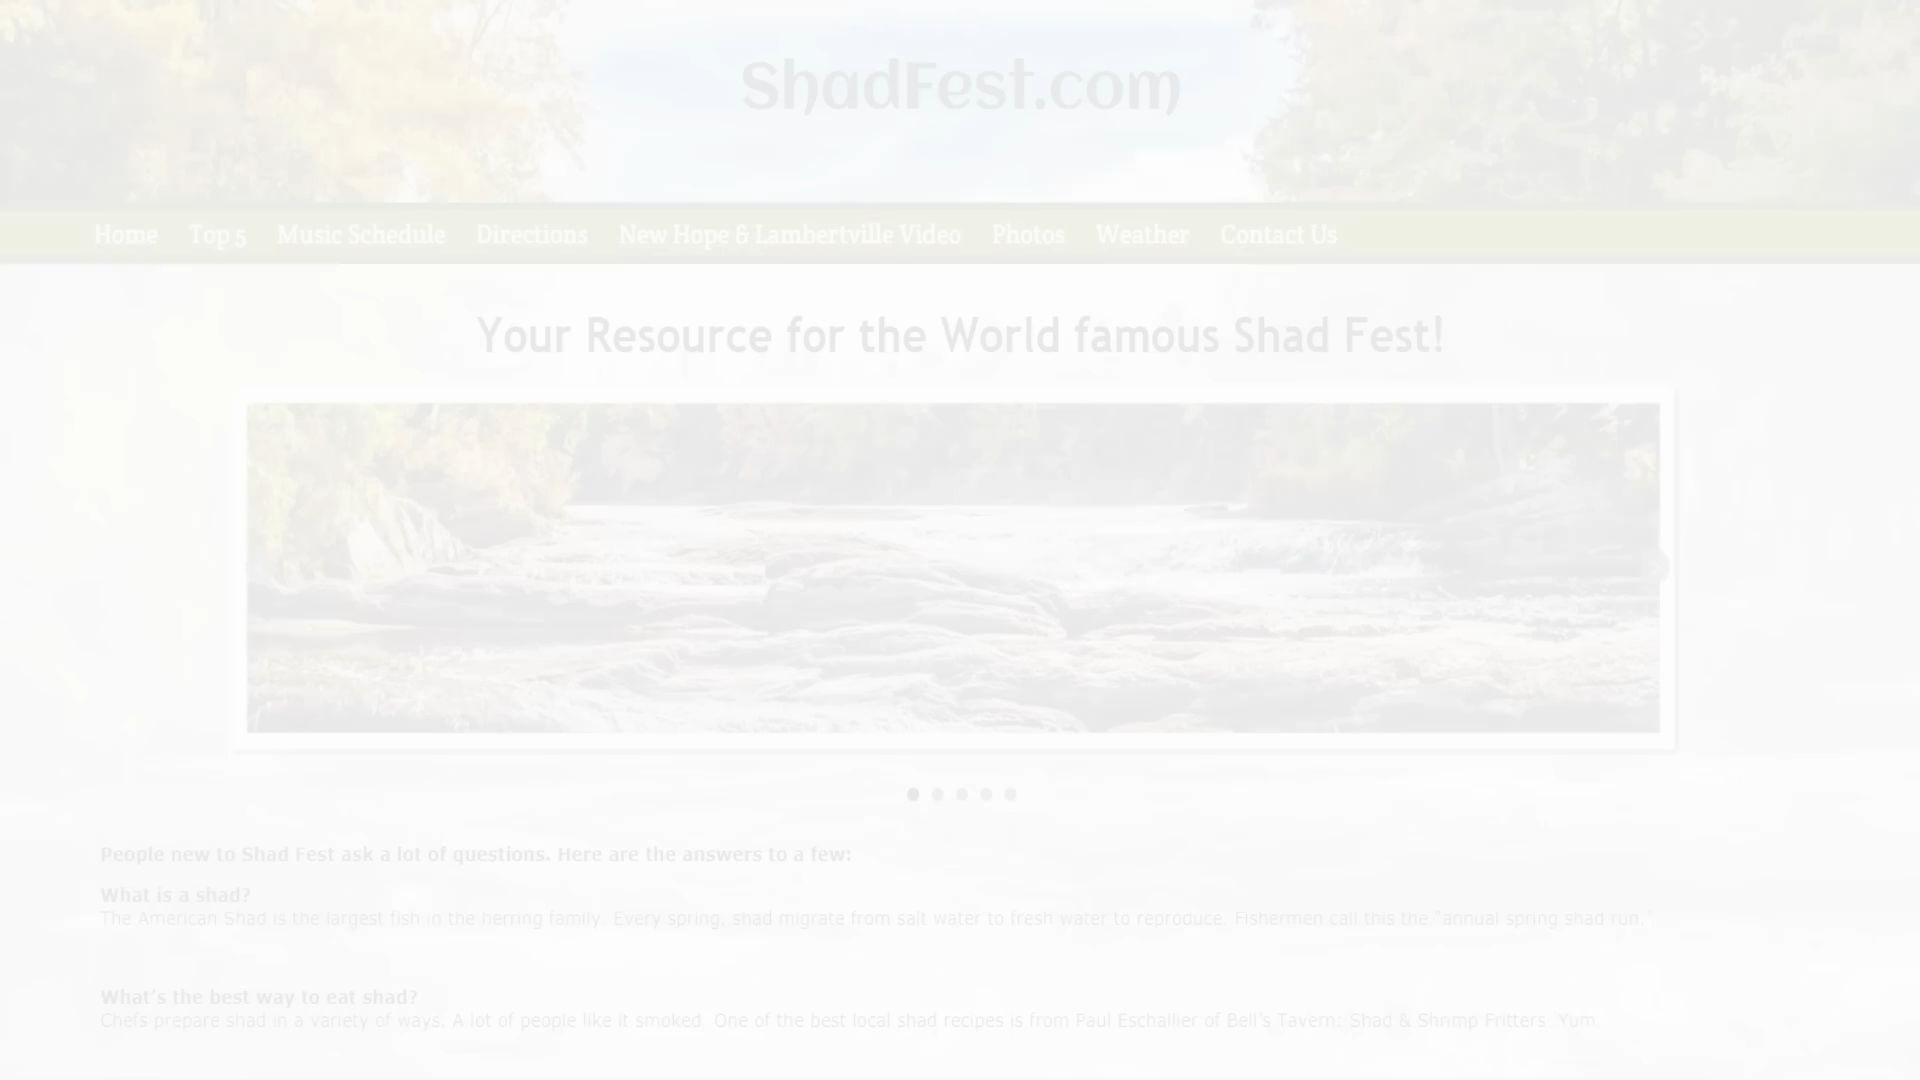 ShadFest.com
Home Top 5 Music Schedule Directions New Hope & Lambertville Video Photos Weather Contact Us
Your Resource for the World famous Shad Fest!
People new to Shad Fest ask a lot of questions. Here are the answers to a few:
What is a shad?
The American Shad is the largest fish in the herring family. Every spring, shad migrate from salt water to fresh water to reproduce. Fishermen call this the "annual spring shad run."
What's the best way to eat shad?
Chefs prepare shad in a variety of ways. A lot of people like it smoked. One of the best local shad recipes is from Paul Eschallier of Bell's Tavern: Shad & Shrimp Fritters. Yum.